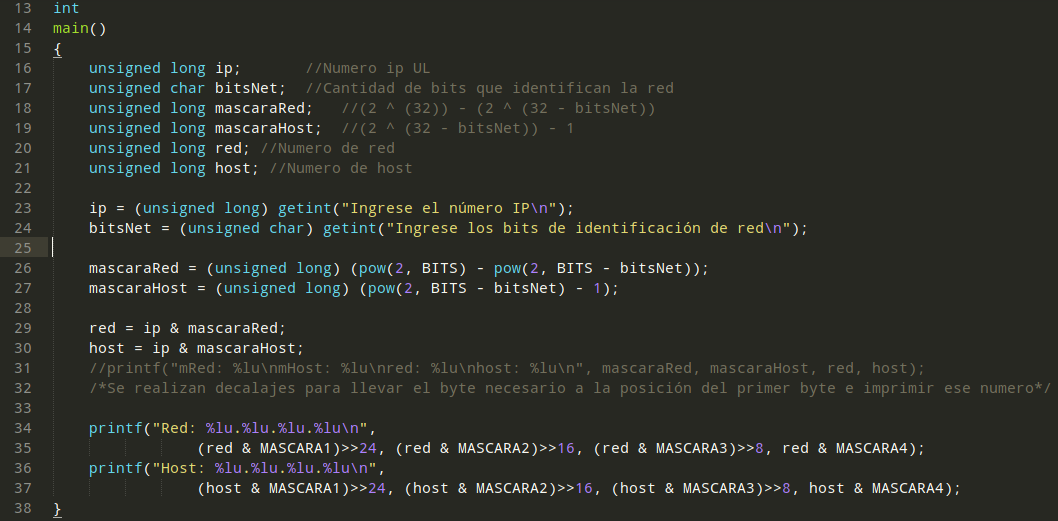 13 int
14 main()
15 {
16 unsigned long ip; //Numero ip UL
17 unsigned char bitsNet; //Cantidad de bits que identifican la red
18 unsigned long mascaraRed; //(2 ^ (32)) - (2 ^ (32 - bitsNet))
19 unsigned long mascaraHost; //(2 ^ (32 - bitsNet)) - 1
20 unsigned long red; //Numero de red
21 unsigned long host; //Numero de host
22
23 ip = (unsigned long) getint("Ingrese el número IP\n");
24 bitsNet = (unsigned char) getint("Ingrese los bits de identificación de red\n");
25
26 mascaraRed = (unsigned long) (pow(2, BITS) - pow(2, BITS - bitsNet));
27 mascaraHost = (unsigned long) (pow(2, BITS - bitsNet) - 1);
28
29 red = ip & mascaraRed;
30 host = ip & mascaraHost;
31 //printf("mRed: %lu\nmHost: %lu\nred: %lu\nhost: %lu\n", mascaraRed, mascaraHost, red, host);
32 /*Se realizan decalajes para llevar el byte necesario a la posición del primer byte e imprimir ese numero*/
33
34 printf("Red: %lu.%lu.%lu.%lu\n",
35 (red & MASCARA1)>>24, (red & MASCARA2)>>16, (red & MASCARA3)>>8, red & MASCARA4);
36 printf("Host: %lu.%lu.%lu.%lu\n",
37 (host & MASCARA1)>>24, (host & MASCARA2)>>16, (host & MASCARA3)>>8, host & MASCARA4);
38 }